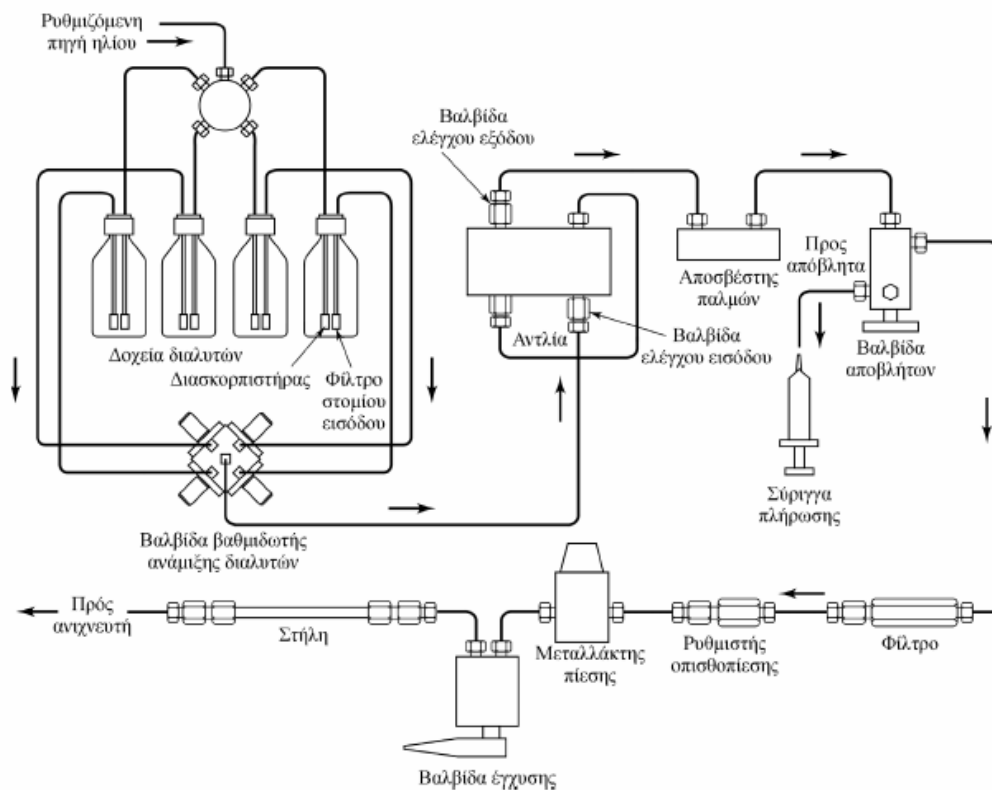 Ρυθμιζόμενη
πηγή ηλίου
Βαλβίδα
ελέγχου εξόδου
Προς
απόβλητα
Αποσβέστης
παλμών
Αντλία
Βαλβίδα
ελέγχου εισόδου
Βαλβίδα
αποβλήτων
Δοχεία διαλυτών
Διασκορπιστήρας
Φίλτρο
στομίου
εισόδου
Σύριγγα
πλήρωσης
Βαλβίδα βαθμιδωτής
ανάμιξης διαλυτών
Πρός
ανιχνευτή
Στήλη
Μεταλλάκτης
πίεσης
Ρυθμιστής
οπισθοπίεσης
Φίλτρο
Βαλβίδα έγχυσης